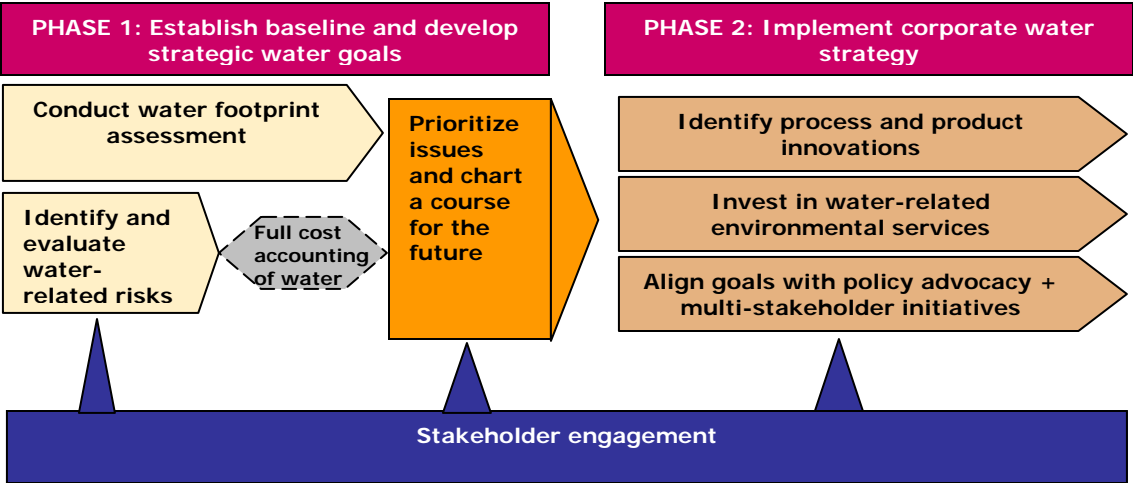 PHASE 1: Establish baseline and develop
strategic water goals
PHASE 2: Implement corporate water
strategy
Conduct water footprint
assessment
Identify and
evaluate
water-
related risks
Full cost
accounting
of water
Prioritize
issues
and chart
a course
for the
future
Identify process and product
innovations
Invest in water-related
environmental services
Align goals with policy advocacy +
multi-stakeholder initiatives
Stakeholder engagement